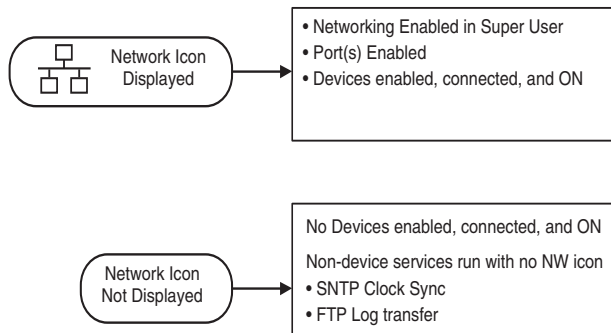 Network Icon
Displayed
• Networking Enabled in Super User
• Port(s) Enabled
• Devices enabled, connected, and ON
Network Icon
Not Displayed
No Devices enabled, connected, and ON
Non-device services run with no NW icon
• SNTP Clock Sync
• FTP Log transfer